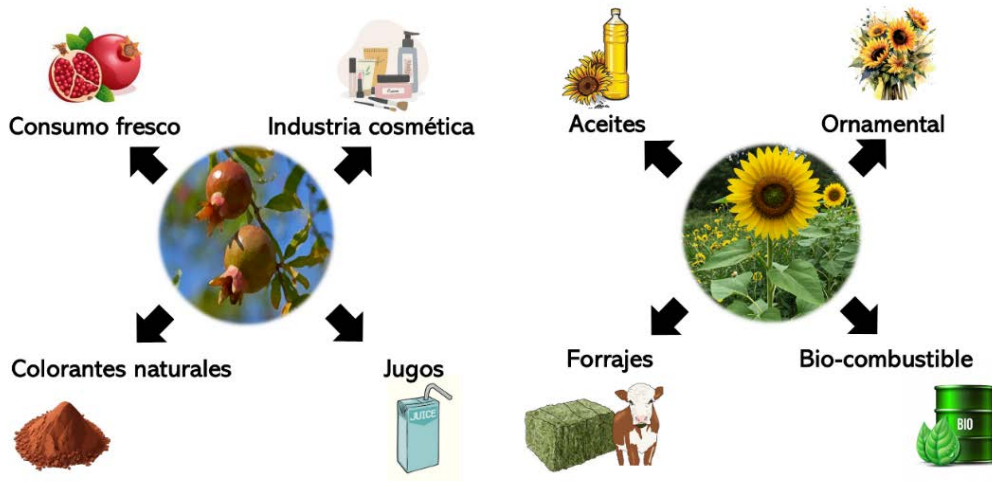 Consumo fresco
Industria cosmética
Aceites
Ornamental
Colorantes naturales
Jugos
JUICE
Forrajes
Bio-combustible
BIO